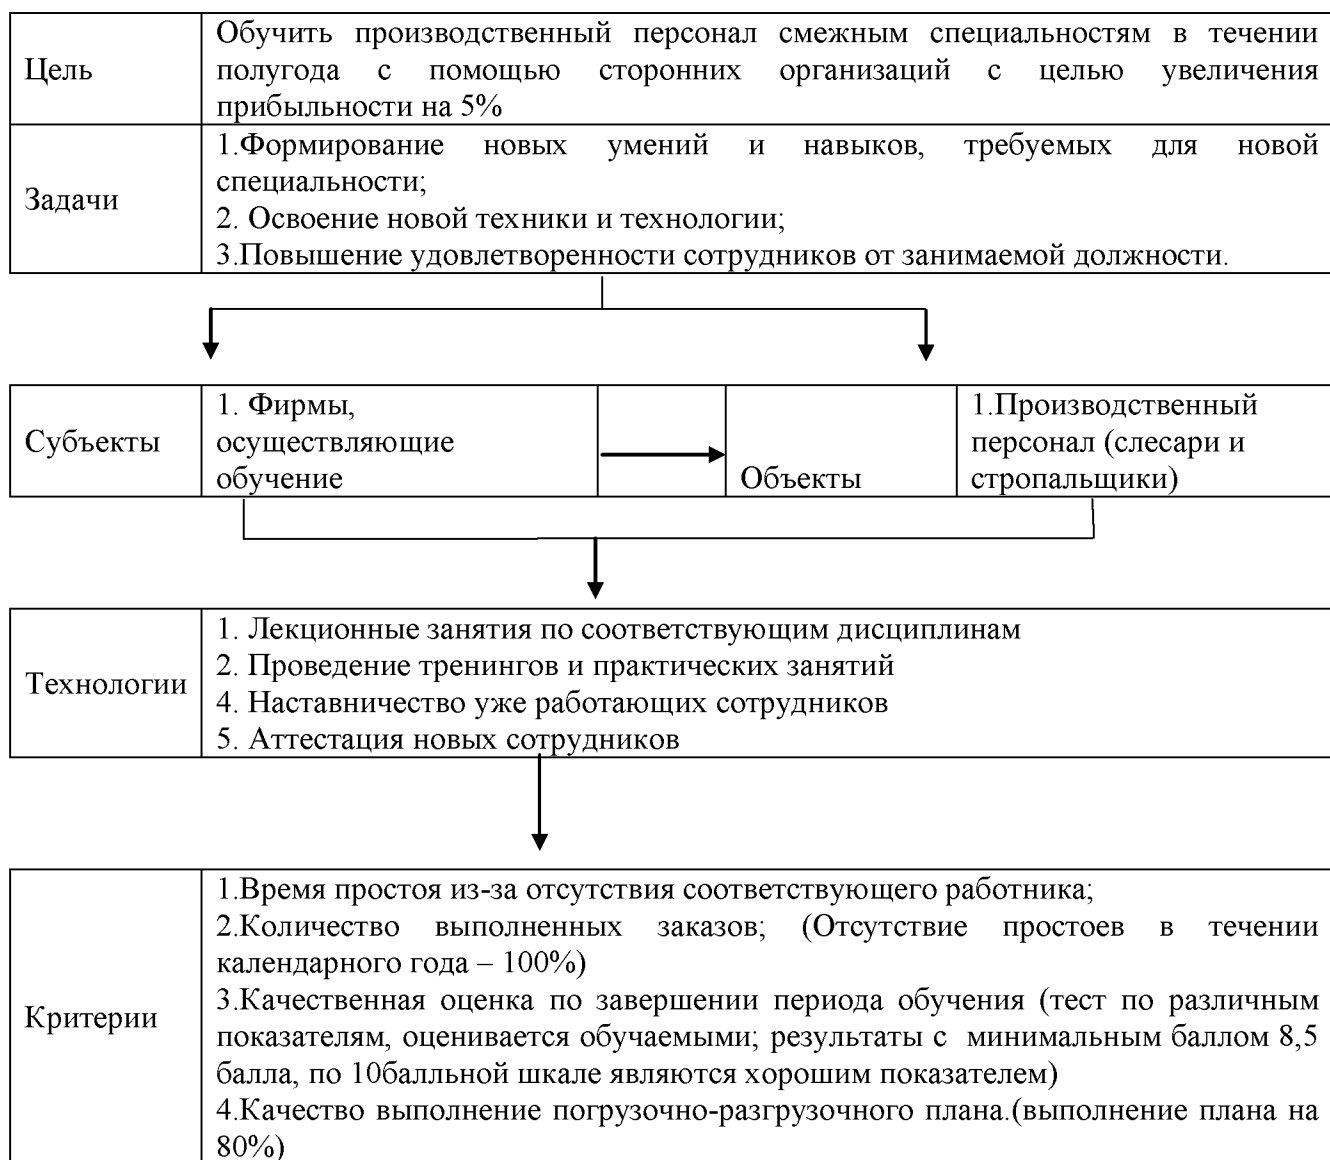 Цель
Обучить производственный персонал смежным специальностям в течении
полугода с помощью сторонних организаций с целью увеличения
прибыльности на 5%
Задачи
1.Формирование новых умений и навыков, требуемых для новой
специальности;
2. Освоение новой техники и технологии;
3.Повышение удовлетворенности сотрудников от занимаемой должности.
Субъекты
1. Фирмы,
осуществляющие
обучение
Объекты
1.Производственный
персонал (слесари и
стропальщики)
Технологии
1. Лекционные занятия по соответствующим дисциплинам
2. Проведение тренингов и практических занятий
4. Наставничество уже работающих сотрудников
5. Аттестация новых сотрудников
Критерии
1.Время простоя из-за отсутствия соответствующего работника;
2.Количество выполненных заказов; (Отсутствие простоев в течении
календарного года – 100%)
3.Качественная оценка по завершении периода обучения (тест по различным
показателям, оценивается обучаемыми; результаты с минимальным баллом 8,5
балла, по 10балльной шкале являются хорошим показателем)
4.Качество выполнение погрузочно-разгрузочного плана.(выполнение плана на
80%)